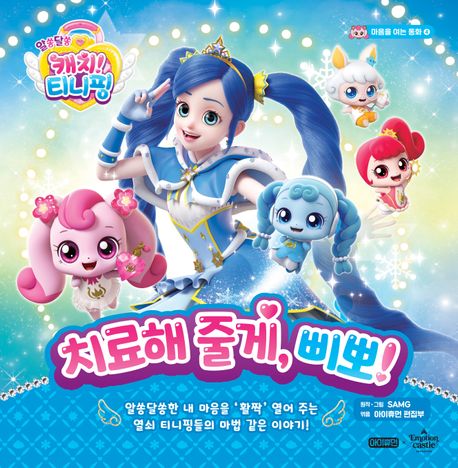 알쏭달쏭
캐치!
티니핑
마음을 여는 동화 4
치료해 줄게, 삐뽀!
알쏭달쏭한 내 마음을 ‘활짝’ 열어 주는
열쇠 티니핑들의 마법 같은 이야기!
원작·그림 SAMG
엮음 아이휴먼 편집부
아이휴먼 × Emotion castle